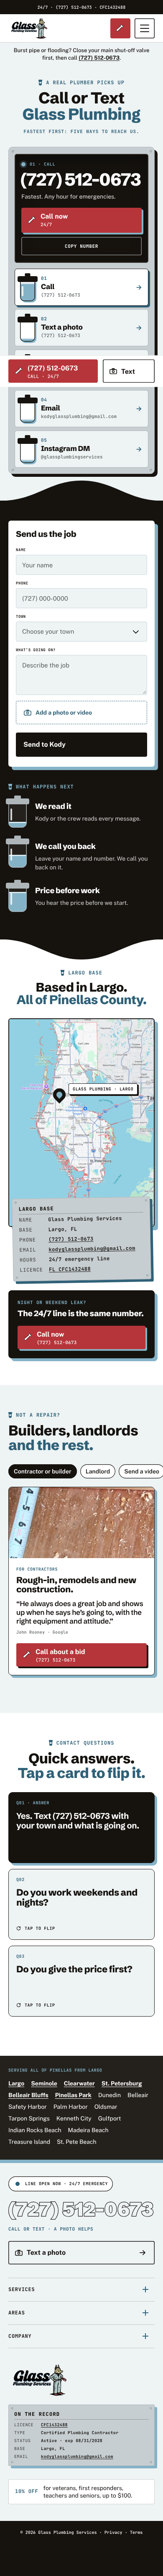 24/7 · (727) 512-0673 · CFC1432488
Glass
Plumbing Services
Burst pipe or flooding? Close your main shut-off valve
first, then call (727) 512-0673.
A REAL PLUMBER PICKS UP
Call or Text
Glass Plumbing
FASTEST FIRST: FIVE WAYS TO REACH US.
01 · CALL
(727) 512-0673
Fastest. Any hour for emergencies.
Call now
24/7
COPY NUMBER
01
Call
(727) 512-0673
02
Text a photo
(727) 512-0673
(727) 512-0673
CALL · 24/7
Text
04
Email
kodyglassplumbing@gmail.com
05
Instagram DM
@glassplumbingservices
Send us the job
NAME
Your name
PHONE
(727) 000-0000
TOWN
Choose your town
WHAT'S GOING ON?
Describe the job
Add a photo or video
Send to Kody
WHAT HAPPENS NEXT
We read it
Kody or the crew reads every message.
We call you back
Leave your name and number. We call you
back on it.
Price before work
You hear the price before we start.
LARGO BASE
Based in Largo.
All of Pinellas County.
GLASS PLUMBING · LARGO
LARGO BASE
NAME Glass Plumbing Services
BASE Largo, FL
PHONE (727) 512-0673
EMAIL kodyglassplumbing@gmail.com
HOURS 24/7 emergency line
LICENCE FL CFC1432488
NIGHT OR WEEKEND LEAK?
The 24/7 line is the same number.
Call now
(727) 512-0673
NOT A REPAIR?
Builders, landlords
and the rest.
Contractor or builder
Landlord
Send a video
FOR CONTRACTORS
Rough-in, remodels and new
construction.
“He always does a great job and shows
up when he says he's going to, with the
right equipment and attitude.”
John Rooney · Google
Call about a bid
(727) 512-0673
CONTACT QUESTIONS
Quick answers.
Tap a card to flip it.
Q01 · ANSWER
Yes. Text (727) 512-0673 with
your town and what is going on.
Q02
Do you work weekends and
nights?
TAP TO FLIP
Q03
Do you give the price first?
TAP TO FLIP
SERVING ALL OF PINELLAS FROM LARGO
Largo Seminole Clearwater St. Petersburg
Belleair Bluffs Pinellas Park Dunedin Belleair
Safety Harbor Palm Harbor Oldsmar
Tarpon Springs Kenneth City Gulfport
Indian Rocks Beach Madeira Beach
Treasure Island St. Pete Beach
LINE OPEN NOW · 24/7 EMERGENCY
(727) 512-0673
CALL OR TEXT · A PHOTO HELPS
Text a photo
SERVICES
AREAS
COMPANY
Glass
Plumbing Services
ON THE RECORD
LICENCE CFC1432488
TYPE Certified Plumbing Contractor
STATUS Active · exp 08/31/2028
BASE Largo, FL
EMAIL kodyglassplumbing@gmail.com
10% OFF for veterans, first responders,
teachers and seniors, up to $100.
© 2026 Glass Plumbing Services · Privacy · Terms